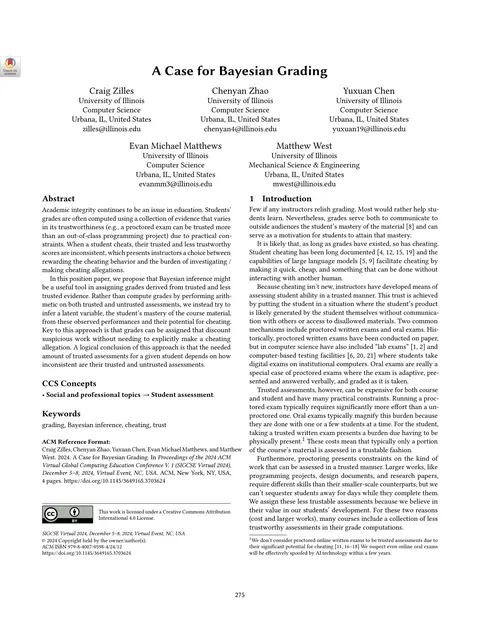 A Case for Bayesian Grading
Craig Zilles
University of Illinois
Computer Science
Urbana, IL, United States
zilles@illinois.edu
Chenyan Zhao
University of Illinois
Computer Science
Urbana, IL, United States
chenyan4@illinois.edu
Yuxuan Chen
University of Illinois
Computer Science
Urbana, IL, United States
yuxuan19@illinois.edu
Evan Michael Matthews
University of Illinois
Computer Science
Urbana, IL, United States
evanmm3@illinois.edu
Matthew West
University of Illinois
Mechanical Science & Engineering
Urbana, IL, United States
mwest@illinois.edu
Abstract
Academic integrity continues to be an issue in education. Students'
grades are often computed using a collection of evidence that varies
in its trustworthiness (e.g., a proctored exam can be trusted more
than an out-of-class programming project) due to practical con-
straints. When a student cheats, their trusted and less trustworthy
scores are inconsistent, which presents instructors a choice between
rewarding the cheating behavior and the burden of investigating /
making cheating allegations.
In this position paper, we propose that Bayesian inference might
be a useful tool in assigning grades derived from trusted and less
trusted evidence. Rather than compute grades by performing arith-
metic on both trusted and untrusted assessments, we instead try to
infer a latent variable, the student's mastery of the course material,
from these observed performances and their potential for cheating.
Key to this approach is that grades can be assigned that discount
suspicious work without needing to explicitly make a cheating
allegation. A logical conclusion of this approach is that the need
amount of trusted assessments for a given student depends on how
inconsistent are their trusted and untrusted assessments.
CCS Concepts
• Social and professional topics → Student assessment.
Keywords
grading, Bayesian inference, cheating, trust
ACM Reference Format:
Craig Zilles, Chenyan Zhao, Yuxuan Chen, Evan Michael Matthews, and Matthew
West. 2024. A Case for Bayesian Grading. In Proceedings of the 2024 ACM
Virtual Global Computing Education Conference V. 1 (SIGCSE Virtual 2024),
December 5–8, 2024, Virtual Event, NC, USA. ACM, New York, NY, USA,
4 pages. https://doi.org/10.1145/3649165.3703624
This work is licensed under a Creative Commons Attribution
International 4.0 License.
SIGCSE Virtual 2024, December 5–8, 2024, Virtual Event, NC, USA
© 2024 Copyright held by the owner/author(s).
ACM ISBN 979-8-4007-0598-4/24/12
https://doi.org/10.1145/3649165.3703624
1 Introduction
Few if any instructors relish grading. Most would rather help stu-
dents learn. Nevertheless, grades serve both to communicate to
outside audiences the student's mastery of the material [8] and can
serve as a motivation for students to attain that mastery.
It is likely that, as long as grades have existed, so has cheating.
Student cheating has been long documented [4, 12, 15, 19] and the
capabilities of large language models [5, 9] facilitate cheating by
making it quick, cheap, and something that can be done without
interacting with another human.
Because cheating isn't new, instructors have developed means of
assessing student ability in a trusted manner. This trust is achieved
by putting the student in a situation where the student's product
is likely generated by the student themselves without communica-
tion with others or access to disallowed materials. Two common
mechanisms include proctored written exams and oral exams. His-
torically, proctored written exams have been conducted on paper,
but in computer science have also included "lab exams" [1, 2] and
computer-based testing facilities [6, 20, 21] where students take
digital exams on institutional computers. Oral exams are really a
special case of proctored exams where the exam is adaptive, pre-
sented and answered verbally, and graded as it is taken.
Trusted assessments, however, can be expensive for both course
and student and have many practical limitations. Running a proc-
tored exam typically requires significantly more effort than a un-
proctored one. Oral exams typically magnify this burden because
they are done with one or a few students at a time. For the student,
taking a trusted written exam presents a burden due having to be
physically present.1 These costs mean that typically only a portion
of the course's material is assessed in a trustable fashion.
Furthermore, proctoring presents constraints on the kind of
work that can be assessed in a trusted manner. Larger works, like
programming projects, design documents, and research papers,
require different skills than their smaller-scale counterparts, but we
can't sequester students away for days while they complete them.
We assign these less trustable assessments because we believe in
their value in our students' development. For these two reasons
(cost and larger works), many courses include a collection of less
trustworthy assessments in their grade computations.
1We don't consider proctored online written exams to be trusted assessments due to
their significant potential for cheating [11, 16–18] We suspect even online oral exams
will be effectively spoofed by AI technology within a few years.
275